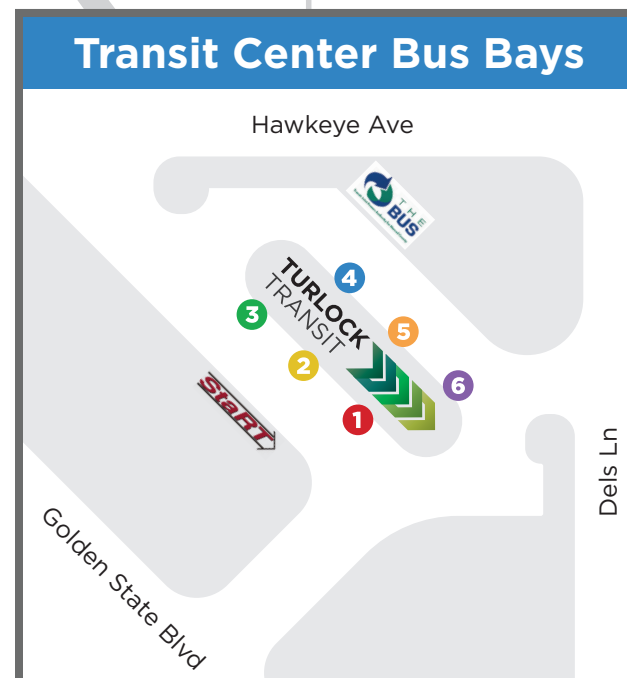 Transit Center Bus Bays
Hawkeye Ave
THE
BUS
TURLOCK
TRANSIT
4
3
5
2
6
1
StaRT
Dels Ln
Golden State Blvd